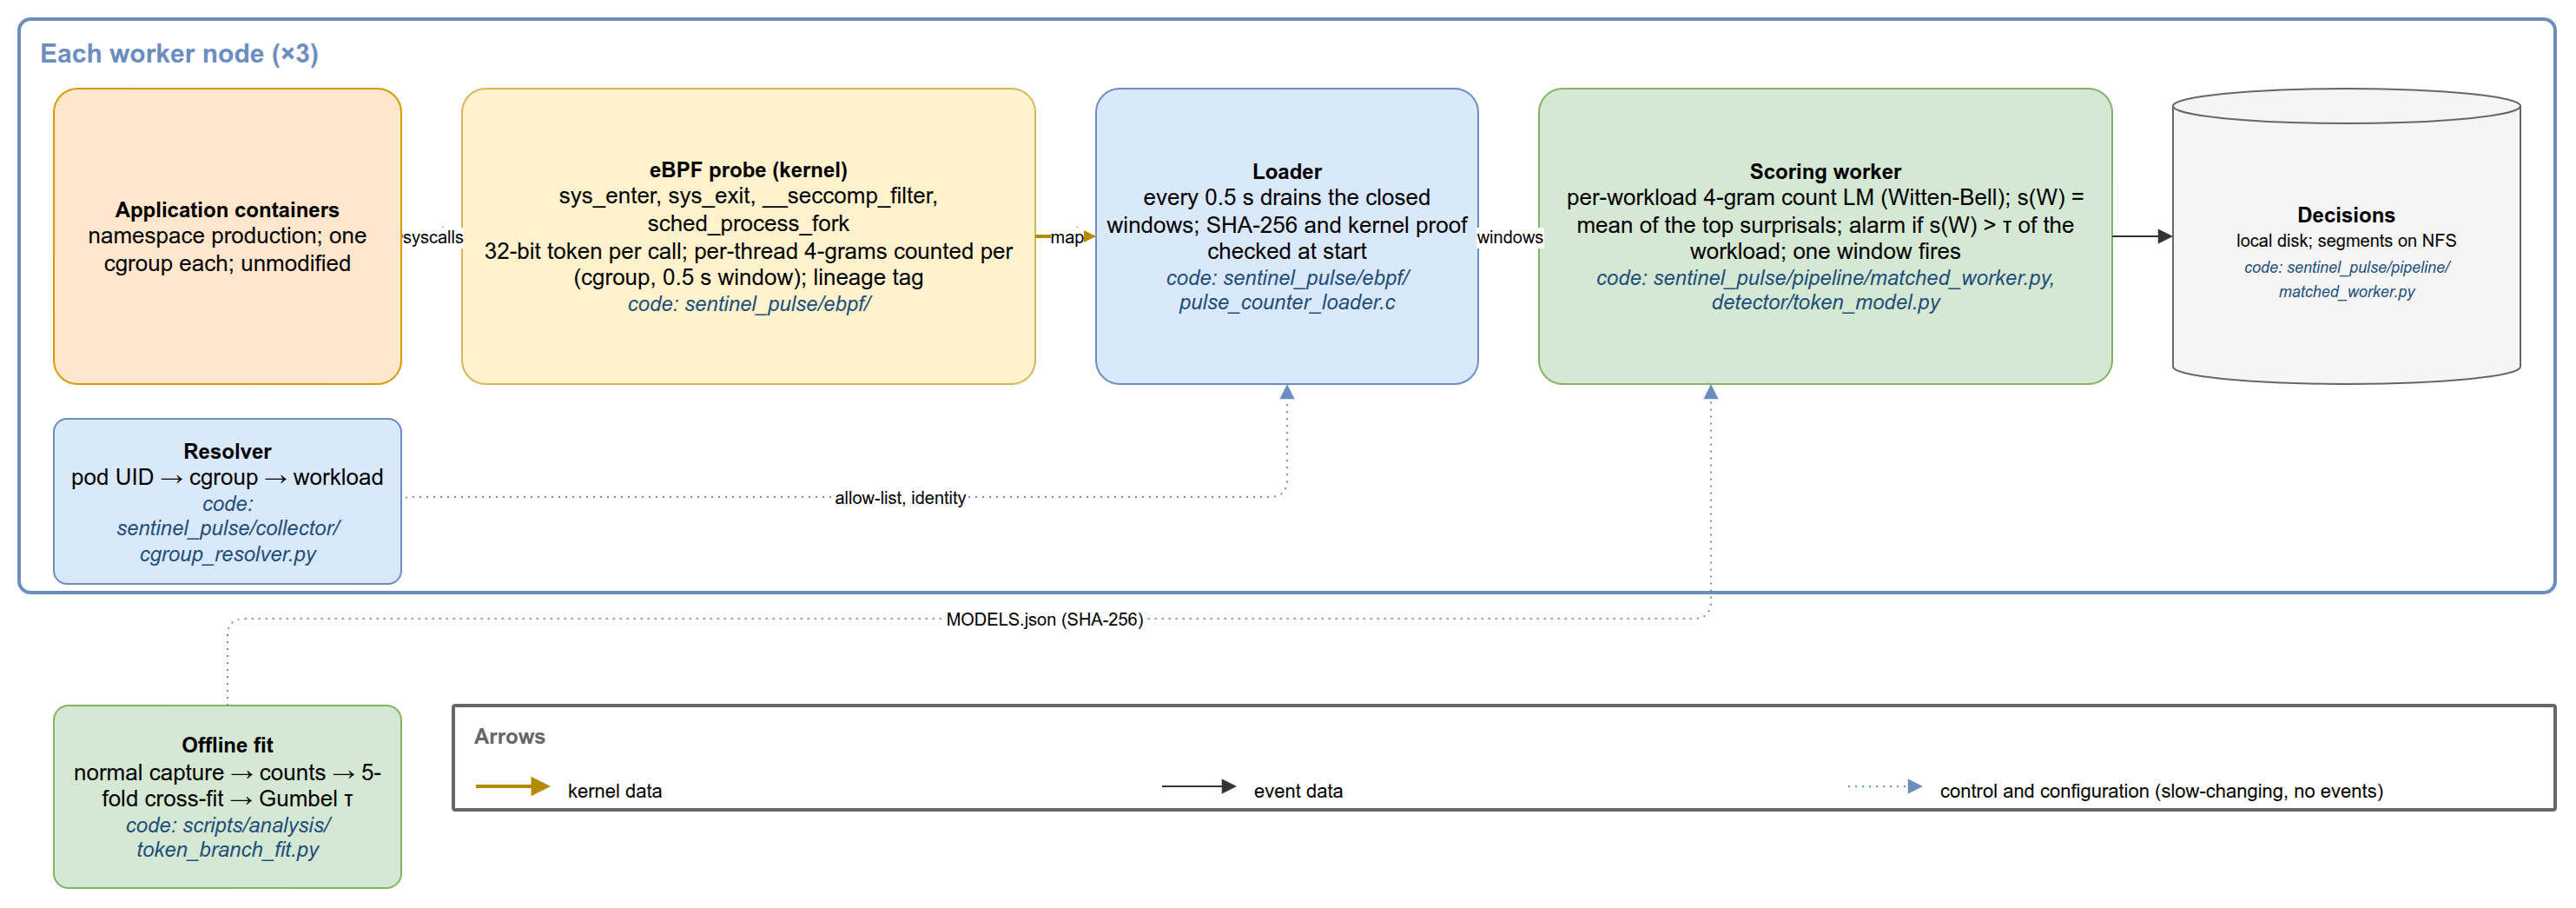 Each worker node (×3)
Application containers
namespace production; one
cgroup each; unmodified
syscalls
eBPF probe (kernel)
sys_enter, sys_exit, __seccomp_filter,
sched_process_fork
32-bit token per call; per-thread 4-grams counted per
(cgroup, 0.5 s window); lineage tag
code: sentinel_pulse/ebpf/
map
Loader
every 0.5 s drains the closed
windows; SHA-256 and kernel proof
checked at start
code: sentinel_pulse/ebpf/
pulse_counter_loader.c
windows
Scoring worker
per-workload 4-gram count LM (Witten-Bell); s(W) =
mean of the top surprisals; alarm if s(W) > τ of the
workload; one window fires
code: sentinel_pulse/pipeline/matched_worker.py,
detector/token_model.py
Decisions
local disk; segments on NFS
code: sentinel_pulse/pipeline/
matched_worker.py
Resolver
pod UID → cgroup → workload
code:
sentinel_pulse/collector/
cgroup_resolver.py
allow-list, identity
MODELS.json (SHA-256)
Offline fit
normal capture → counts → 5-
fold cross-fit → Gumbel τ
code: scripts/analysis/
token_branch_fit.py
Arrows
kernel data
event data
control and configuration (slow-changing, no events)